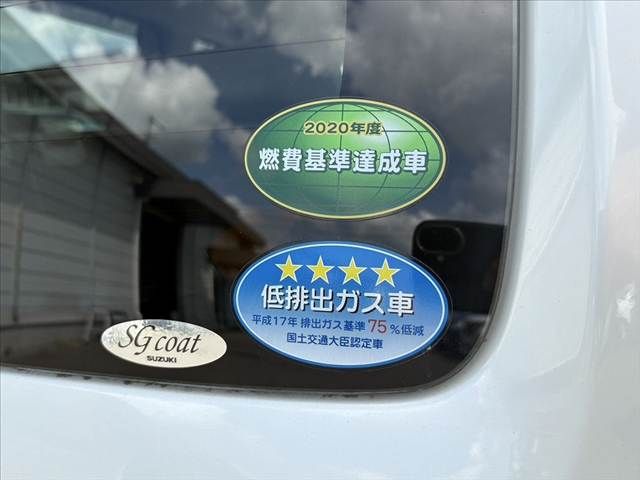 2020年度
燃費基準達成車
★★★★
低排出ガス車
平成17年 排出ガス基準 75%低減
国土交通大臣認定車
SG coat
SUZUKI